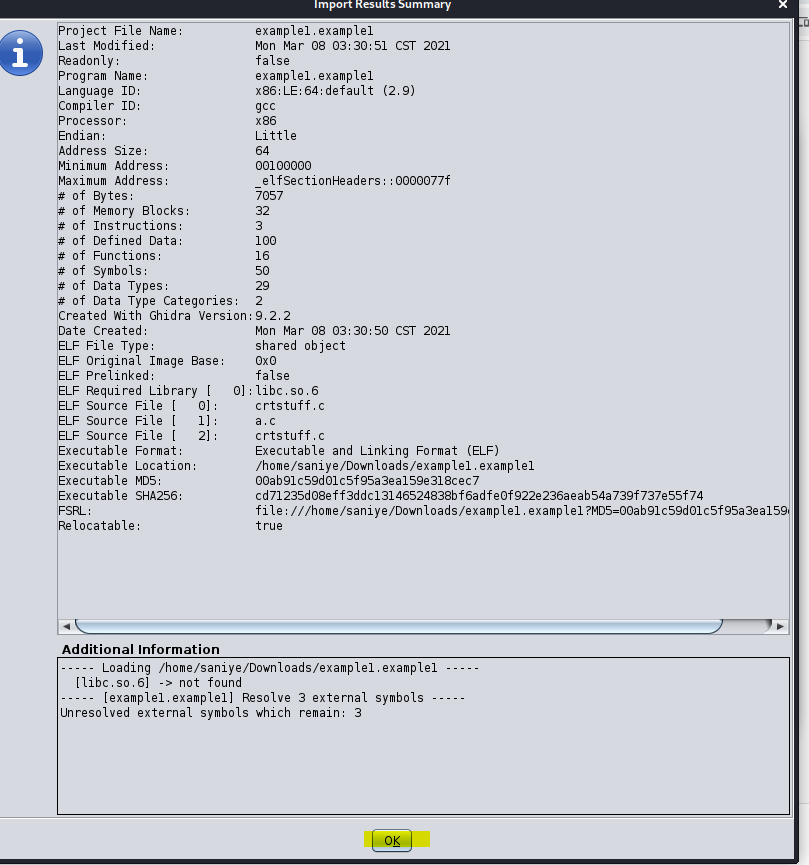 Import Results Summary
Project File Name: example1.example1
Last Modified: Mon Mar 08 03:30:51 CST 2021
Readonly: false
Program Name: example1.example1
Language ID: x86:LE:64:default (2.9)
Compiler ID: gcc
Processor: x86
Endian: Little
Address Size: 64
Minimum Address: 00100000
Maximum Address: _elfSectionHeaders::0000077f
# of Bytes: 7057
# of Memory Blocks: 32
# of Instructions: 3
# of Defined Data: 100
# of Functions: 16
# of Symbols: 50
# of Data Types: 29
# of Data Type Categories: 2
Created With Ghidra Version: 9.2.2
Date Created: Mon Mar 08 03:30:50 CST 2021
ELF File Type: shared object
ELF Original Image Base: 0x0
ELF Prelinked: false
ELF Required Library [ 0]: libc.so.6
ELF Source File [ 0]: crtstuff.c
ELF Source File [ 1]: a.c
ELF Source File [ 2]: crtstuff.c
Executable Format: Executable and Linking Format (ELF)
Executable Location: /home/saniye/Downloads/example1.example1
Executable MD5: 00ab91c59d01c5f95a3ea159e318cec7
Executable SHA256: cd71235d08eff3ddc13146524838bf6adfe0f922e236aeab54a739f737e55f74
FSRL: file:///home/saniye/Downloads/example1.example1?MD5=00ab91c59d01c5f95a3ea159
Relocatable: true
Additional Information
----- Loading /home/saniye/Downloads/example1.example1 -----
[libc.so.6] -> not found
----- [example1.example1] Resolve 3 external symbols -----
Unresolved external symbols which remain: 3
OK